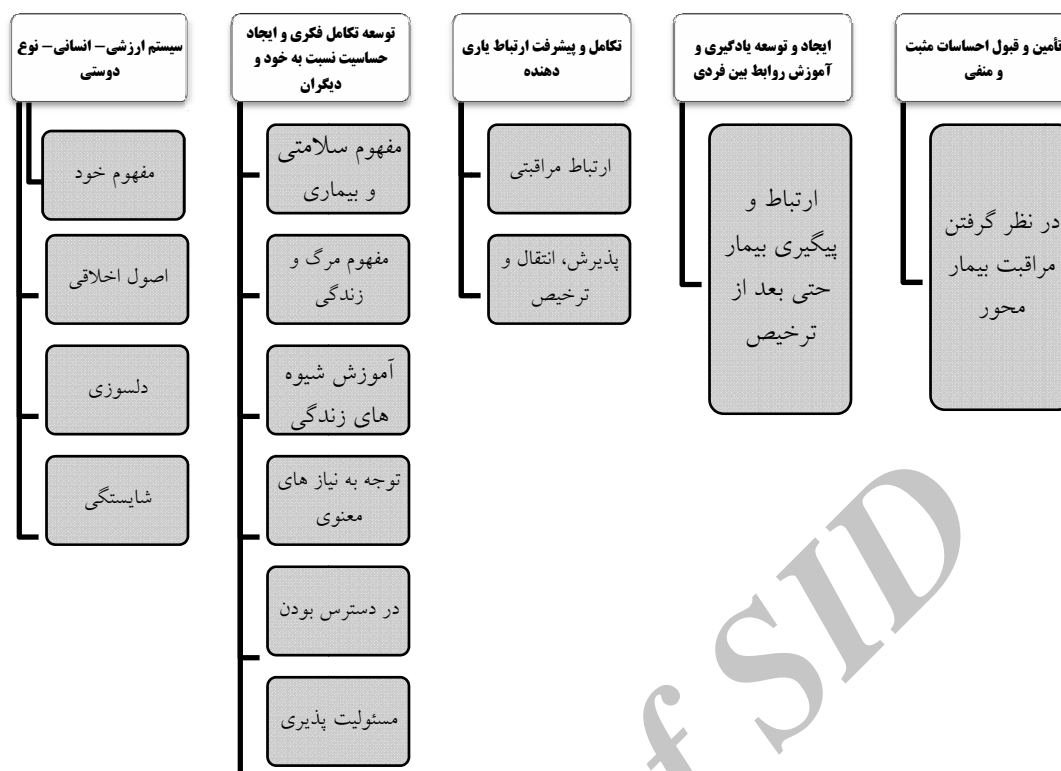 تأمین و قبول احساسات مثبت
و منفی
در نظر گرفتن
مراقبت بیمار
محور
ایجاد و توسعه یادگیری و
آموزش روابط بین فردی
ارتباط و
پیگیری بیمار
حتی بعد از
ترخیص
تکامل و پیشرفت ارتباط یاری
دهنده
ارتباط مراقبتی
پذیرش، انتقال و
ترخیص
توسعه تکامل فکری و ایجاد
حساسیت نسبت به خود و
دیگران
مفهوم سلامتی
و بیماری
مفهوم مرگ و
زندگی
آموزش شیوه
های زندگی
توجه به نیاز های
معنوی
در دسترس بودن
مسئولیت پذیری
سیستم ارزشی- انسانی- نوع
دوستی
مفهوم خود
اصول اخلاقی
دلسوزی
شایستگی
f SID